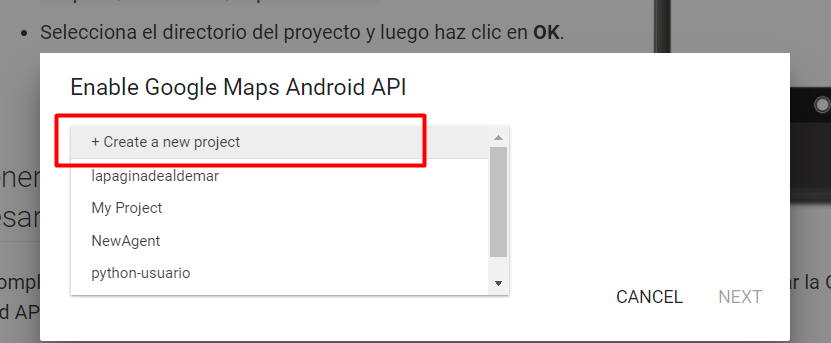 Selecciona el directorio del proyecto y luego haz clic en OK.
Enable Google Maps Android API
+ Create a new project
lapaginadealdemar
My Project
NewAgent
python-usuario
CANCEL NEXT